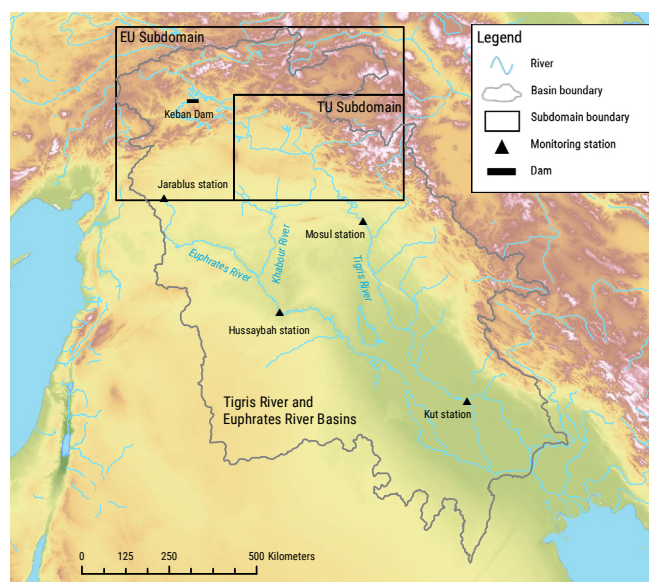 EU Subdomain
Keban Dam
TU Subdomain
Jarablus station
Mosul station
Khabour River
Euphrates River
Tigris River
Hussaybah station
Tigris River and
Euphrates River Basins
Kut station
0 125 250 500 Kilometers
Legend
River
Basin boundary
Subdomain boundary
Monitoring station
Dam